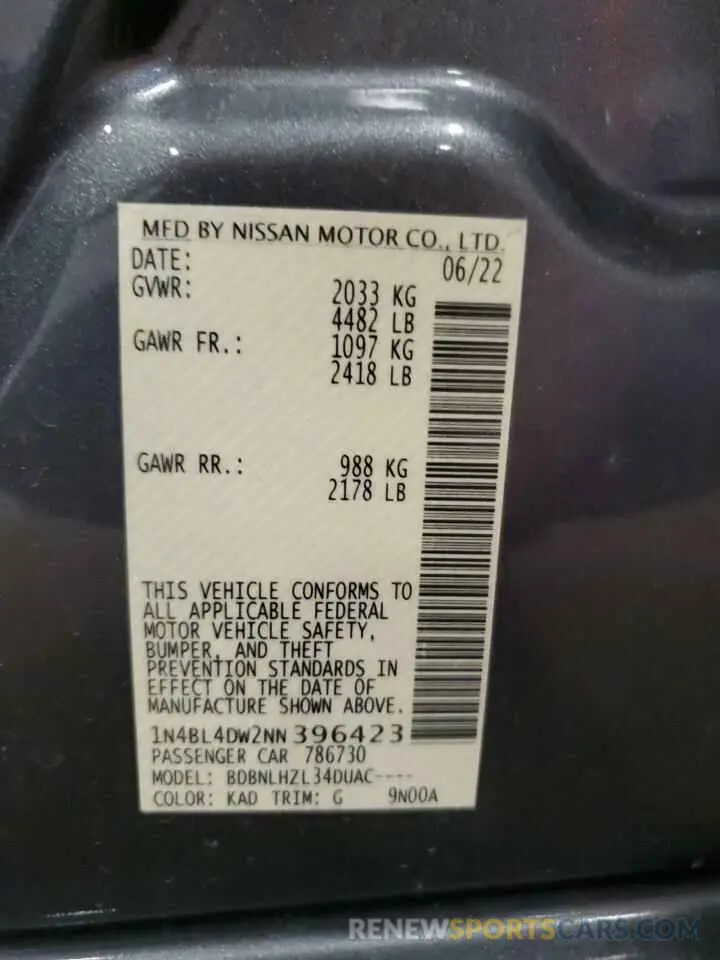 MFD BY NISSAN MOTOR CO., LTD.
DATE: 06/22
GVWR: 2033 KG
4482 LB
GAWR FR.: 1097 KG
2418 LB
GAWR RR.: 988 KG
2178 LB
THIS VEHICLE CONFORMS TO
ALL APPLICABLE FEDERAL
MOTOR VEHICLE SAFETY,
BUMPER, AND THEFT
PREVENTION STANDARDS IN
EFFECT ON THE DATE OF
MANUFACTURE SHOWN ABOVE.
1N4BL4DW2NN396423
PASSENGER CAR 786730
MODEL: BDBNLHZL34DUAC----
COLOR: KAD TRIM: G 9N00A
RENEWSPORTSCARS.COM